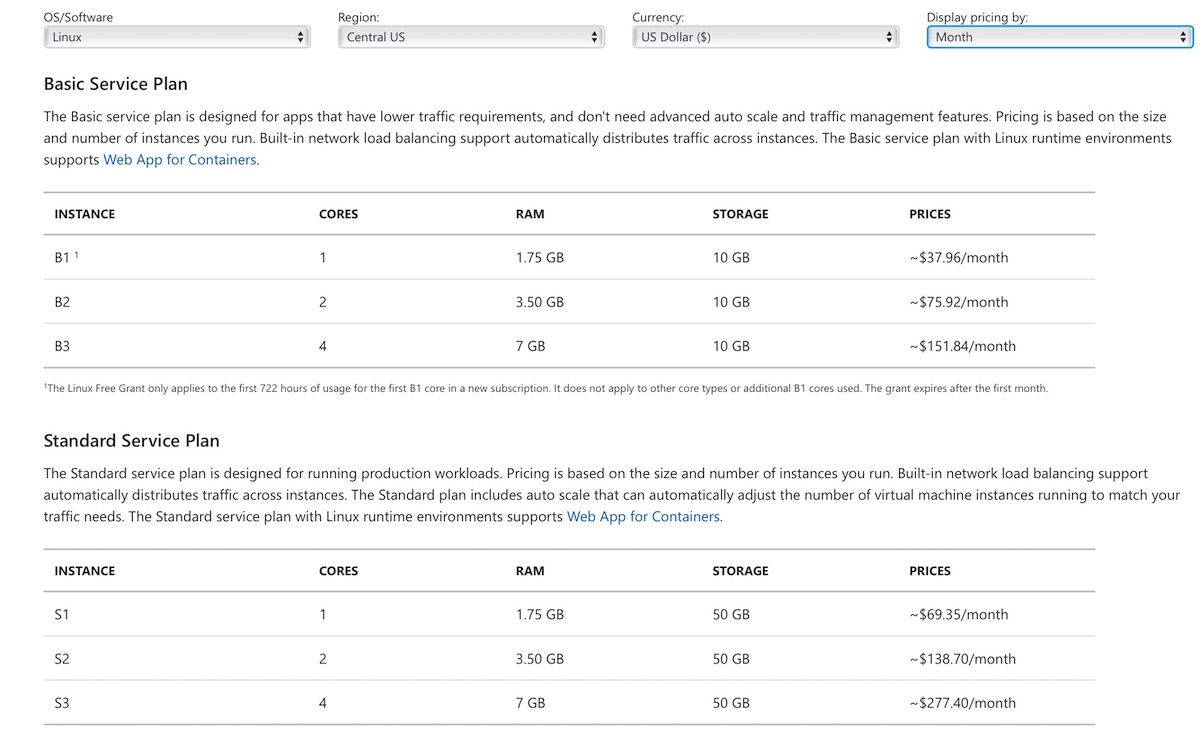 OS/Software Region: Currency: Display pricing by:
Linux Central US US Dollar ($) Month
Basic Service Plan
The Basic service plan is designed for apps that have lower traffic requirements, and don't need advanced auto scale and traffic management features. Pricing is based on the size
and number of instances you run. Built-in network load balancing support automatically distributes traffic across instances. The Basic service plan with Linux runtime environments
supports Web App for Containers.
INSTANCE CORES RAM STORAGE PRICES
B1 ¹ 1 1.75 GB 10 GB ~$37.96/month
B2 2 3.50 GB 10 GB ~$75.92/month
B3 4 7 GB 10 GB ~$151.84/month
¹The Linux Free Grant only applies to the first 722 hours of usage for the first B1 core in a new subscription. It does not apply to other core types or additional B1 cores used. The grant expires after the first month.
Standard Service Plan
The Standard service plan is designed for running production workloads. Pricing is based on the size and number of instances you run. Built-in network load balancing support
automatically distributes traffic across instances. The Standard plan includes auto scale that can automatically adjust the number of virtual machine instances running to match your
traffic needs. The Standard service plan with Linux runtime environments supports Web App for Containers.
INSTANCE CORES RAM STORAGE PRICES
S1 1 1.75 GB 50 GB ~$69.35/month
S2 2 3.50 GB 50 GB ~$138.70/month
S3 4 7 GB 50 GB ~$277.40/month